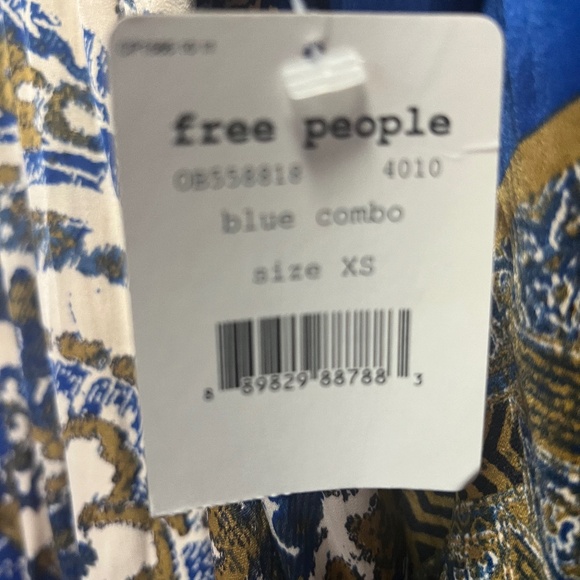 free people
OB558818 4010
blue combo
size XS
8 89829 88788 3